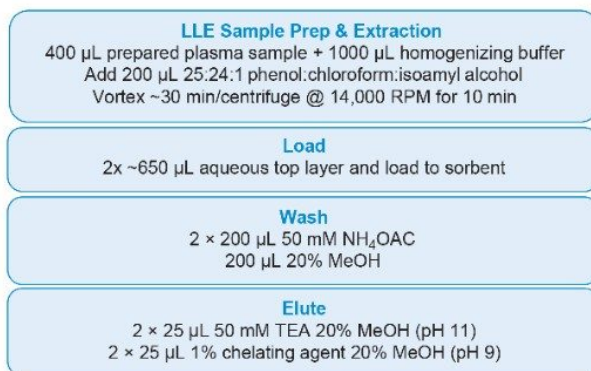 LLE Sample Prep & Extraction
400 µL prepared plasma sample + 1000 µL homogenizing buffer
Add 200 µL 25:24:1 phenol:chloroform:isoamyl alcohol
Vortex ~30 min/centrifuge @ 14,000 RPM for 10 min
Load
2x ~650 µL aqueous top layer and load to sorbent
Wash
2 × 200 µL 50 mM NH₄OAC
200 µL 20% MeOH
Elute
2 × 25 µL 50 mM TEA 20% MeOH (pH 11)
2 × 25 µL 1% chelating agent 20% MeOH (pH 9)